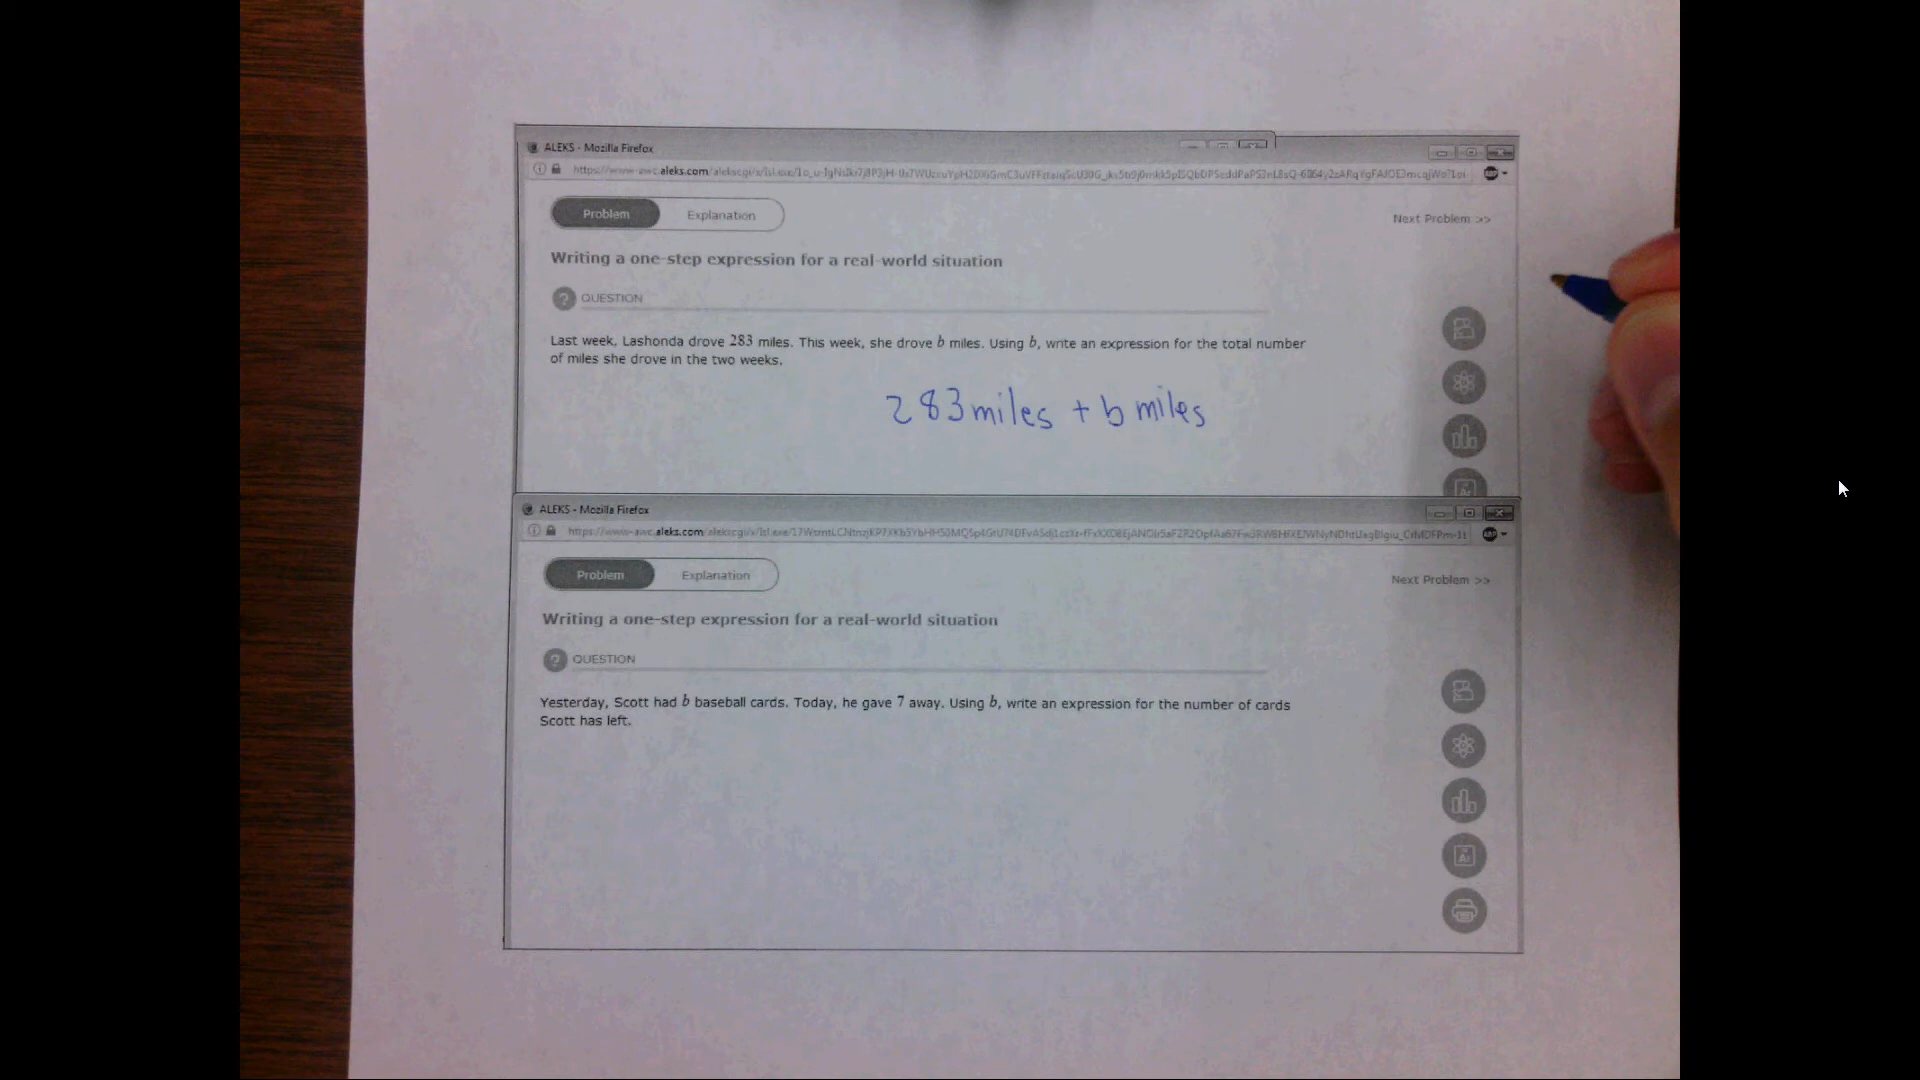 ALEKS - Mozilla Firefox
Problem Explanation Next Problem >>
Writing a one-step expression for a real-world situation
? QUESTION
Last week, Lashonda drove 283 miles. This week, she drove b miles. Using b, write an expression for the total number
of miles she drove in the two weeks.
283 miles + b miles
ALEKS - Mozilla Firefox
Problem Explanation Next Problem >>
Writing a one-step expression for a real-world situation
? QUESTION
Yesterday, Scott had b baseball cards. Today, he gave 7 away. Using b, write an expression for the number of cards
Scott has left.